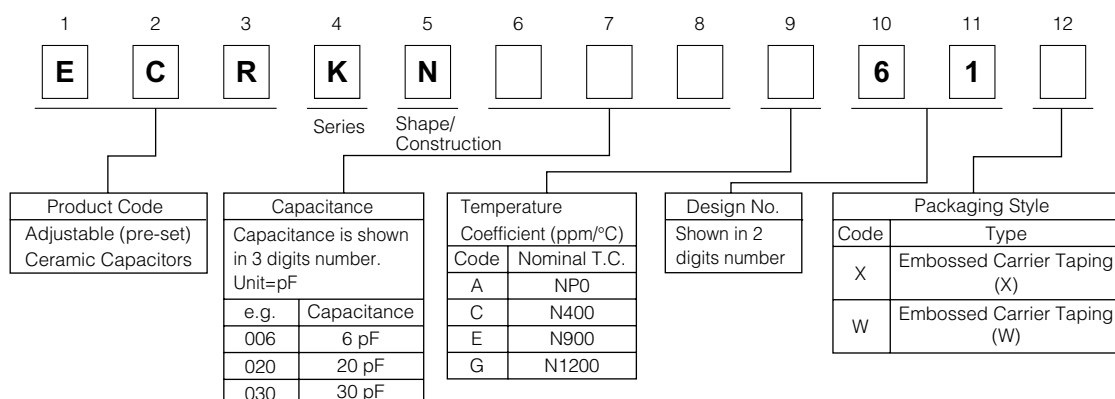 1 2 3 4 5 6 7 8 9 10 11 12
E C R K N 6 1
Series
Shape/
Construction
Product Code
Adjustable (pre-set)
Ceramic Capacitors
Capacitance
Capacitance is shown
in 3 digits number.
Unit=pF
e.g. Capacitance
006 6 pF
020 20 pF
030 30 pF
Temperature
Coefficient (ppm/°C)
Code Nominal T.C.
A NP0
C N400
E N900
G N1200
Design No.
Shown in 2
digits number
Packaging Style
Code Type
X Embossed Carrier Taping
(X)
W Embossed Carrier Taping
(W)